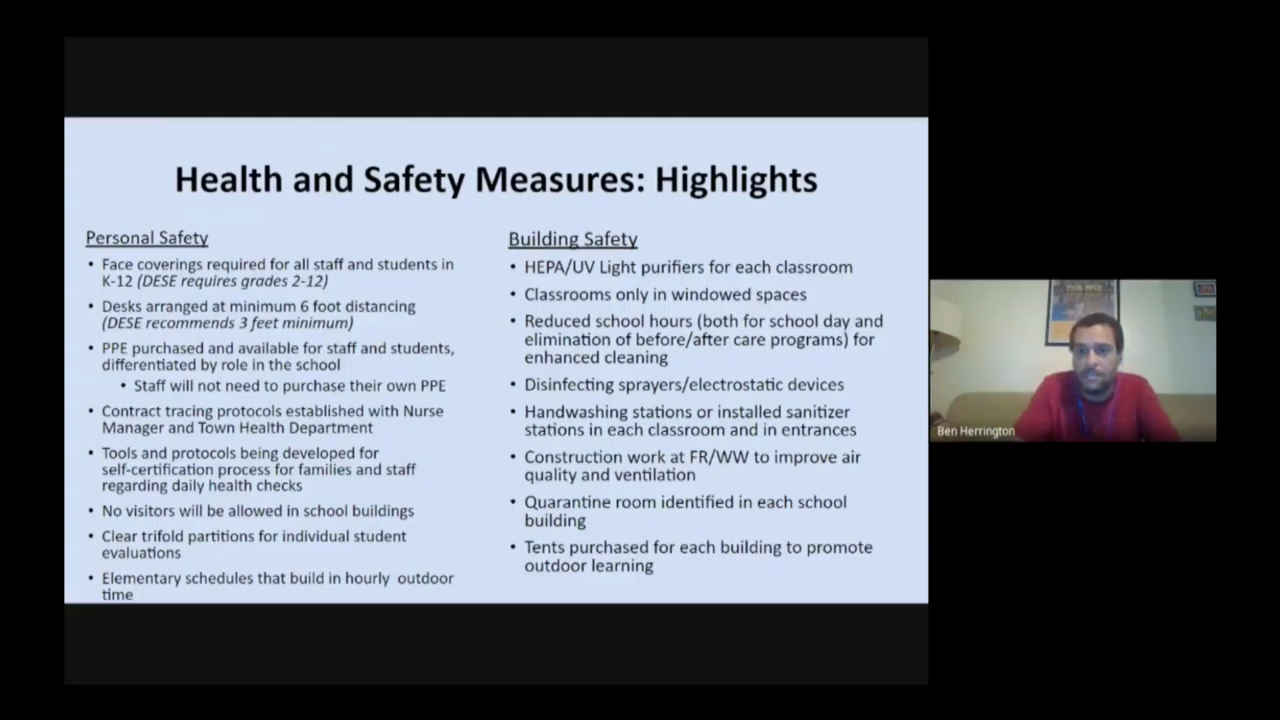 Health and Safety Measures: Highlights
Personal Safety
• Face coverings required for all staff and students in
K-12 (DESE requires grades 2-12)
• Desks arranged at minimum 6 foot distancing
(DESE recommends 3 feet minimum)
• PPE purchased and available for staff and students,
differentiated by role in the school
• Staff will not need to purchase their own PPE
• Contract tracing protocols established with Nurse
Manager and Town Health Department
• Tools and protocols being developed for
self-certification process for families and staff
regarding daily health checks
• No visitors will be allowed in school buildings
• Clear trifold partitions for individual student
evaluations
• Elementary schedules that build in hourly outdoor
time
Building Safety
• HEPA/UV Light purifiers for each classroom
• Classrooms only in windowed spaces
• Reduced school hours (both for school day and
elimination of before/after care programs) for
enhanced cleaning
• Disinfecting sprayers/electrostatic devices
• Handwashing stations or installed sanitizer
stations in each classroom and in entrances
• Construction work at FR/WW to improve air
quality and ventilation
• Quarantine room identified in each school
building
• Tents purchased for each building to promote
outdoor learning
Ben Herrington